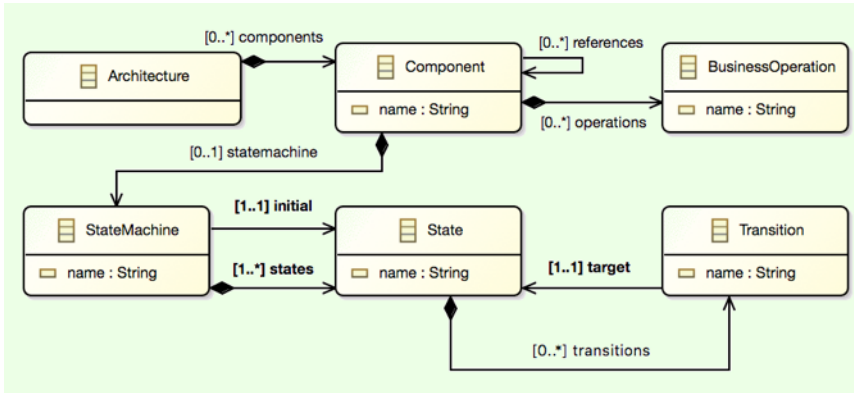 [0..*] components
[0..*] references
Architecture
Component
BusinessOperation
name : String
name : String
[0..*] operations
[0..1] statemachine
[1..1] initial
StateMachine
State
Transition
name : String
[1..*] states
name : String
[1..1] target
name : String
[0..*] transitions